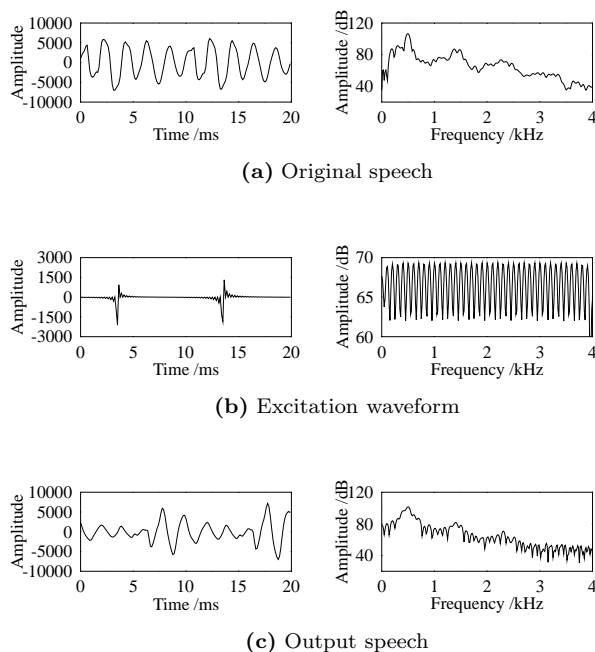 10000
5000
0
-5000
-10000
Amplitude
0 5 10 15 20
Time /ms
120
80
40
Amplitude /dB
0 1 2 3 4
Frequency /kHz
(a) Original speech
3000
1500
0
-1500
-3000
Amplitude
0 5 10 15 20
Time /ms
70
65
60
Amplitude /dB
0 1 2 3 4
Frequency /kHz
(b) Excitation waveform
10000
5000
0
-5000
-10000
Amplitude
0 5 10 15 20
Time /ms
120
80
40
Amplitude /dB
0 1 2 3 4
Frequency /kHz
(c) Output speech